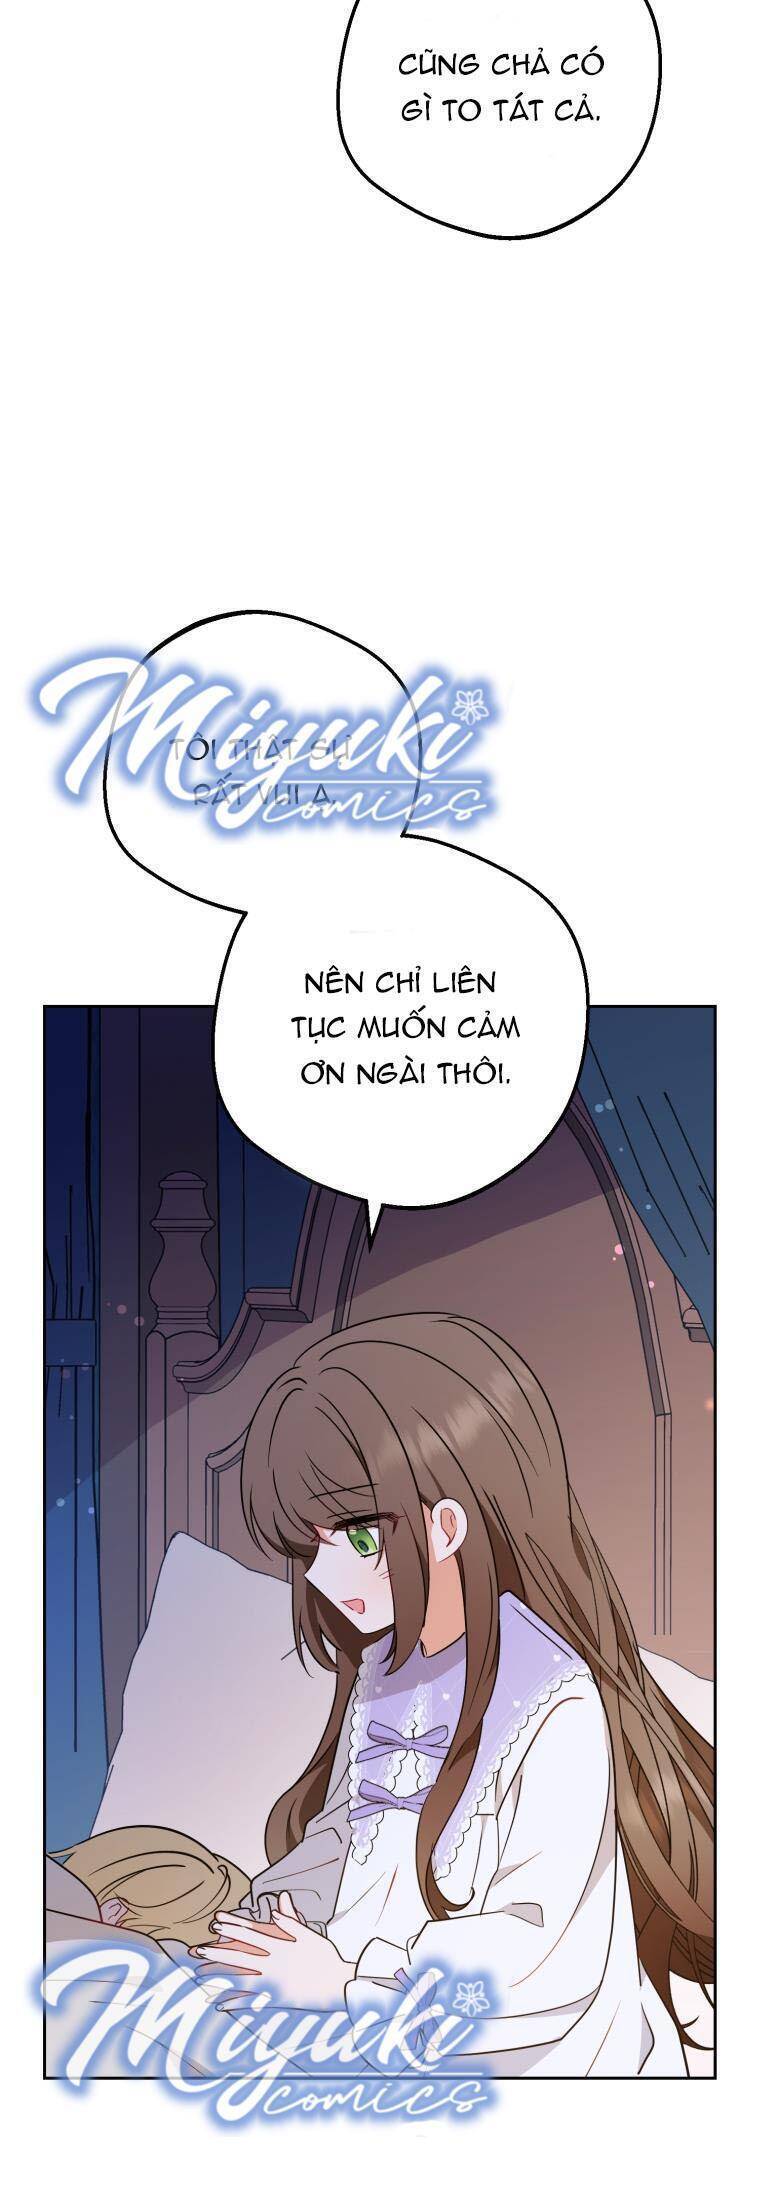 CŨNG CHẢ CÓ
GÌ TO TÁT CẢ.
Miyuki
comics
TÔI THẬT SỰ
RẤT VUI Ạ.
NÊN CHỈ LIÊN
TỤC MUỐN CẢM
ƠN NGÀI THÔI.
Miyuki
comics